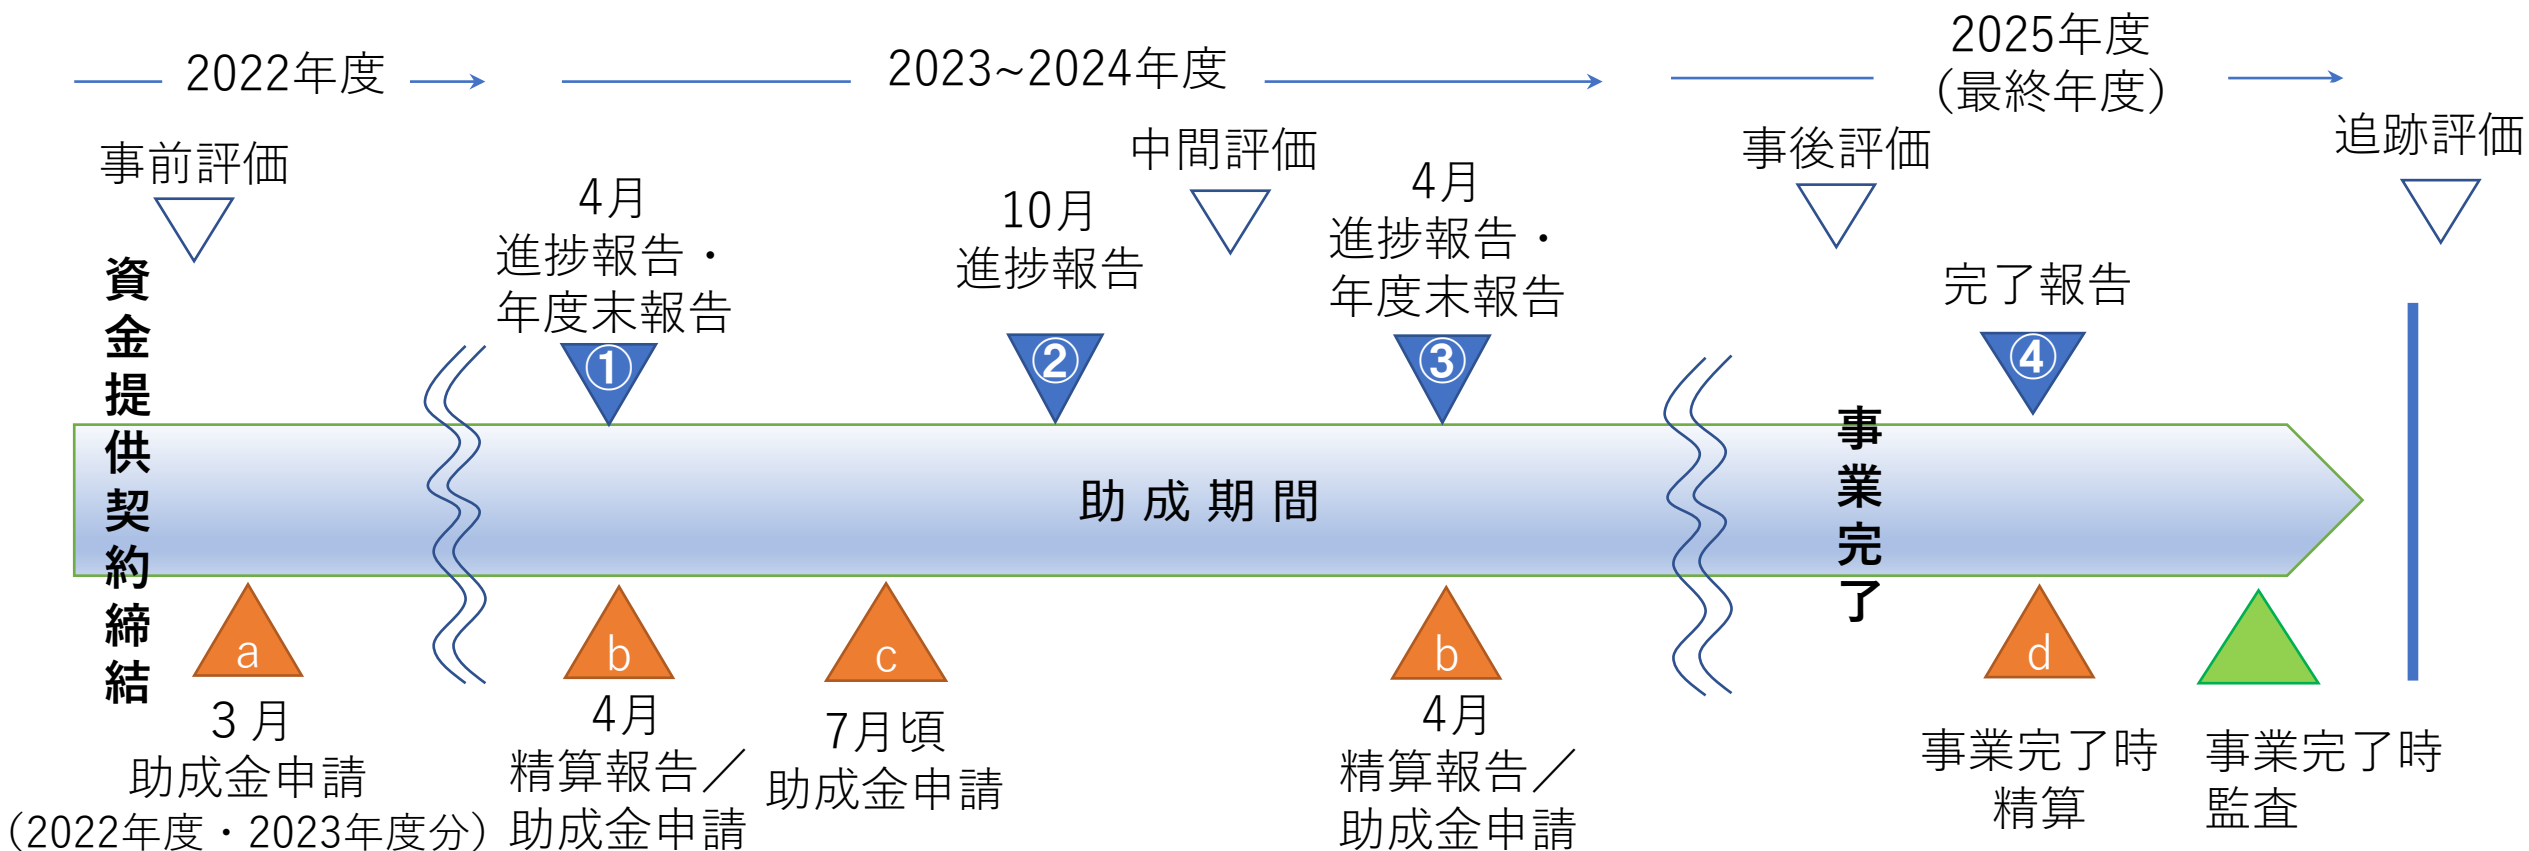 2022年度
2023~2024年度
2025年度
（最終年度）
事前評価
中間評価
事後評価
追跡評価
4月
進捗報告・
年度末報告
10月
進捗報告
4月
進捗報告・
年度末報告
完了報告
①
②
③
④
資金提供契約締結
助成期間
事業完了
a
b
c
b
d
3月
助成金申請
（2022年度・2023年度分）
4月
精算報告／
助成金申請
7月頃
助成金申請
4月
精算報告／
助成金申請
事業完了時
精算
事業完了時
監査